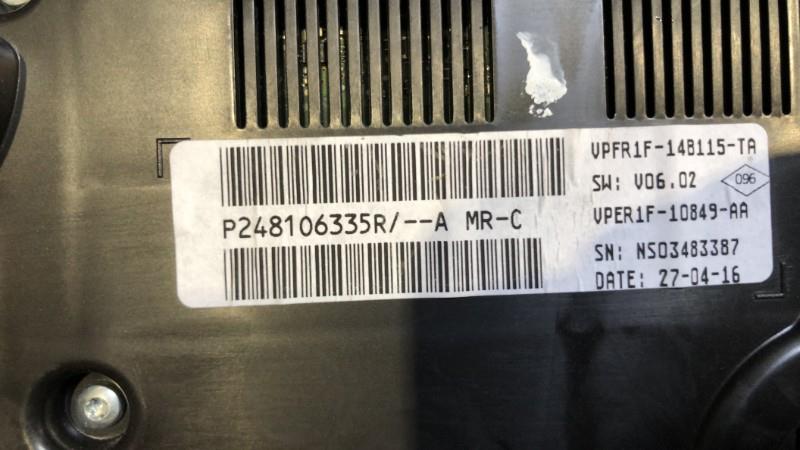 VPFR1F-14B115-TA
SW: V06.02
096
P248106335R/--A MR-C
VPER1F-10849-AA
SN: NS03483387
DATE: 27-04-16